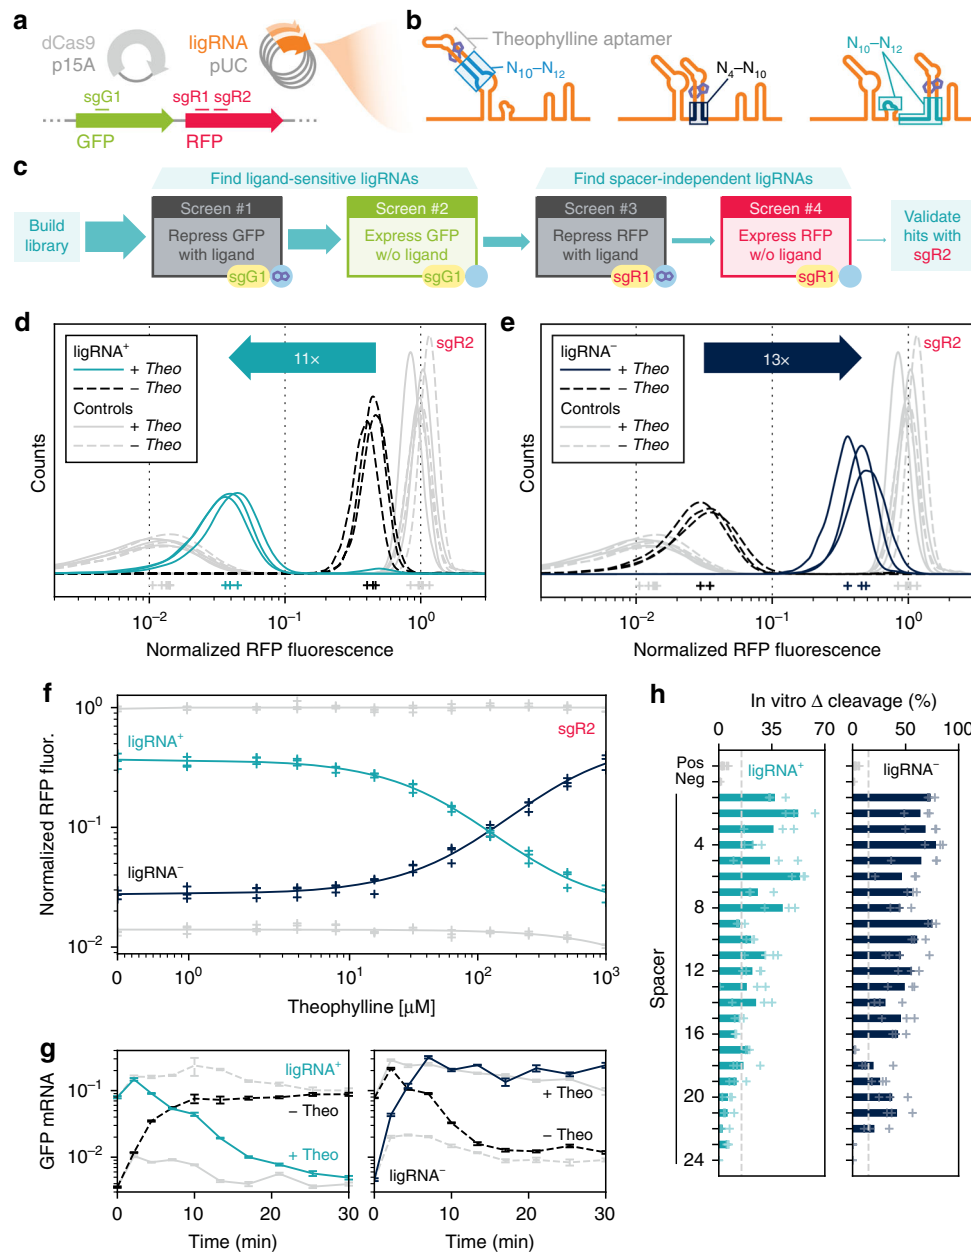 a
dCas9
p15A
ligRNA
pUC
sgG1
sgR1 sgR2
GFP
RFP
b
Theophylline aptamer
N10–N12
N4–N10
N10–N12
c
Find ligand-sensitive ligRNAs
Find spacer-independent ligRNAs
Build
library
Screen #1
Repress GFP
with ligand
sgG1
Screen #2
Express GFP
w/o ligand
sgG1
Screen #3
Repress RFP
with ligand
sgR1
Screen #4
Express RFP
w/o ligand
sgR1
Validate
hits with
sgR2
d
ligRNA+
+ Theo
– Theo
Controls
+ Theo
– Theo
11×
sgR2
Counts
10−2
10−1
100
Normalized RFP fluorescence
e
ligRNA−
+ Theo
– Theo
Controls
+ Theo
– Theo
13×
sgR2
Counts
10−2
10−1
100
Normalized RFP fluorescence
f
100
10−1
10−2
Normalized RFP fluor.
ligRNA+
ligRNA−
sgR2
0
100
101
102
103
Theophylline [µM]
g
GFP mRNA
10−1
10−2
ligRNA+
– Theo
+ Theo
0 10 20 30
Time (min)
+ Theo
– Theo
ligRNA−
0 10 20 30
Time (min)
h
In vitro Δ cleavage (%)
0 35 70
0 50 100
Pos
Neg
ligRNA+
ligRNA−
Spacer
4
8
12
16
20
24